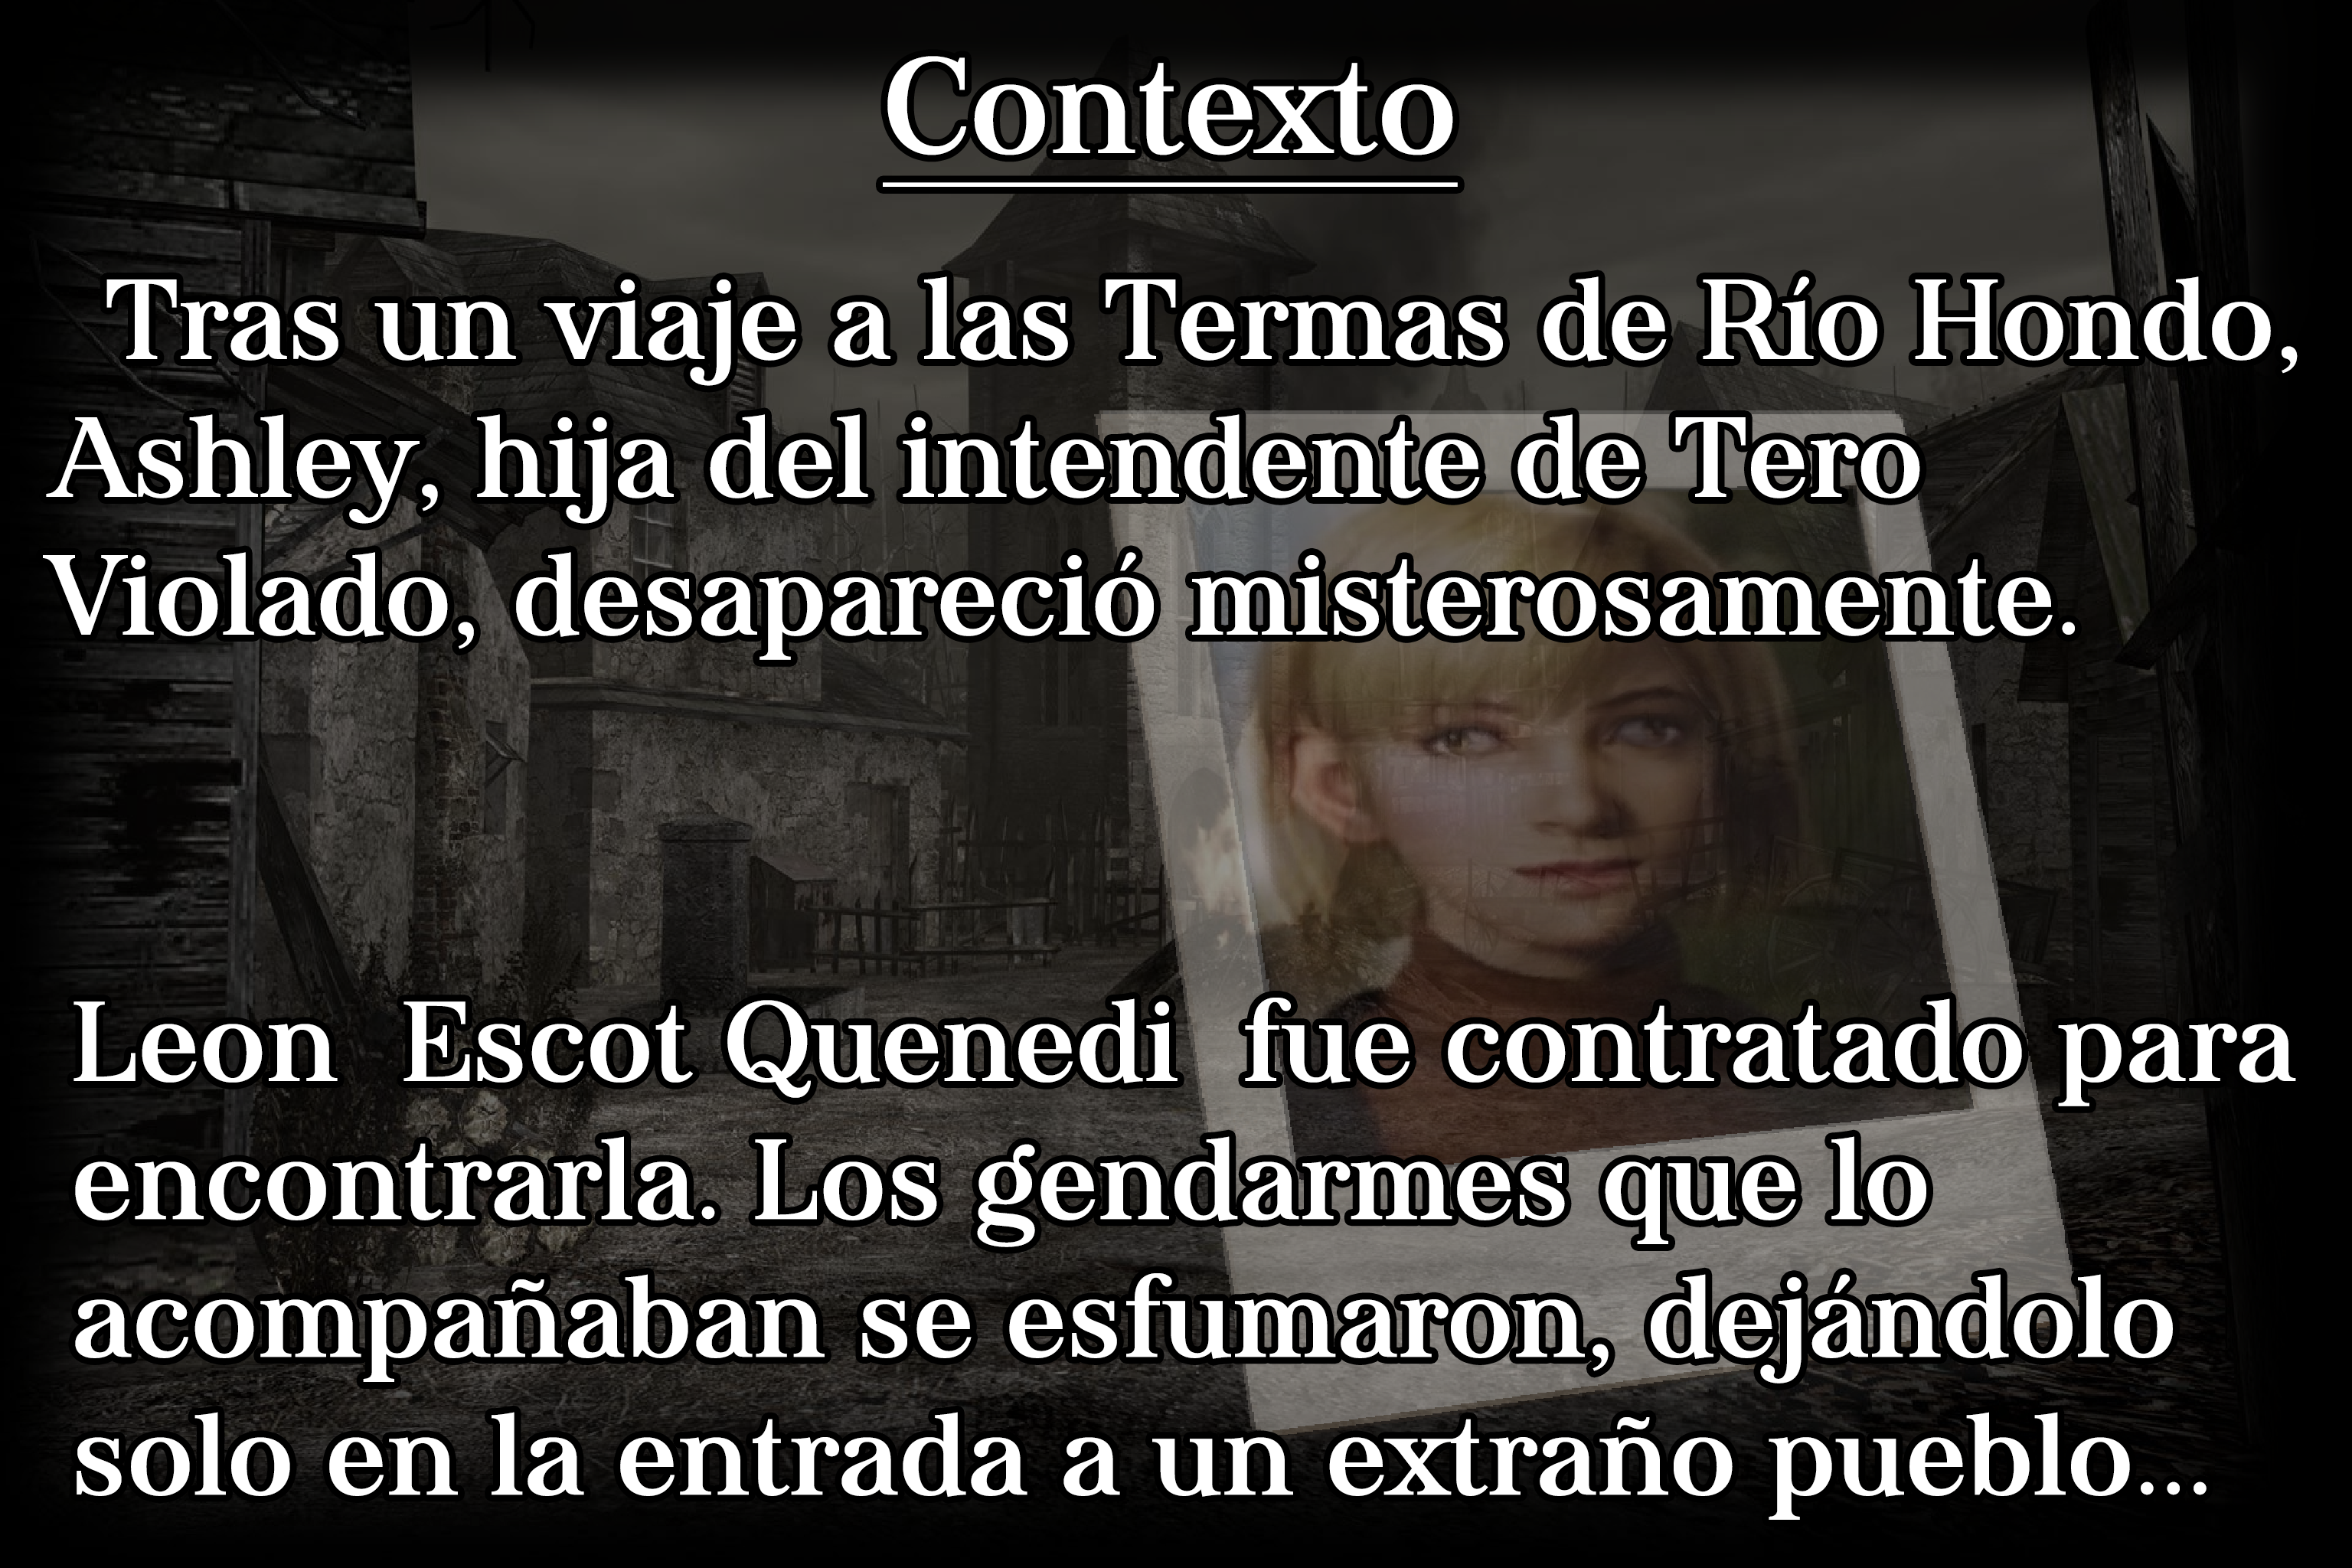 Contexto
Tras un viaje a las Termas de Río Hondo,
Ashley, hija del intendente de Tero
Violado, desapareció misterosamente.
Leon Escot Quenedi fue contratado para
encontrarla. Los gendarmes que lo
acompañaban se esfumaron, dejándolo
solo en la entrada a un extraño pueblo...